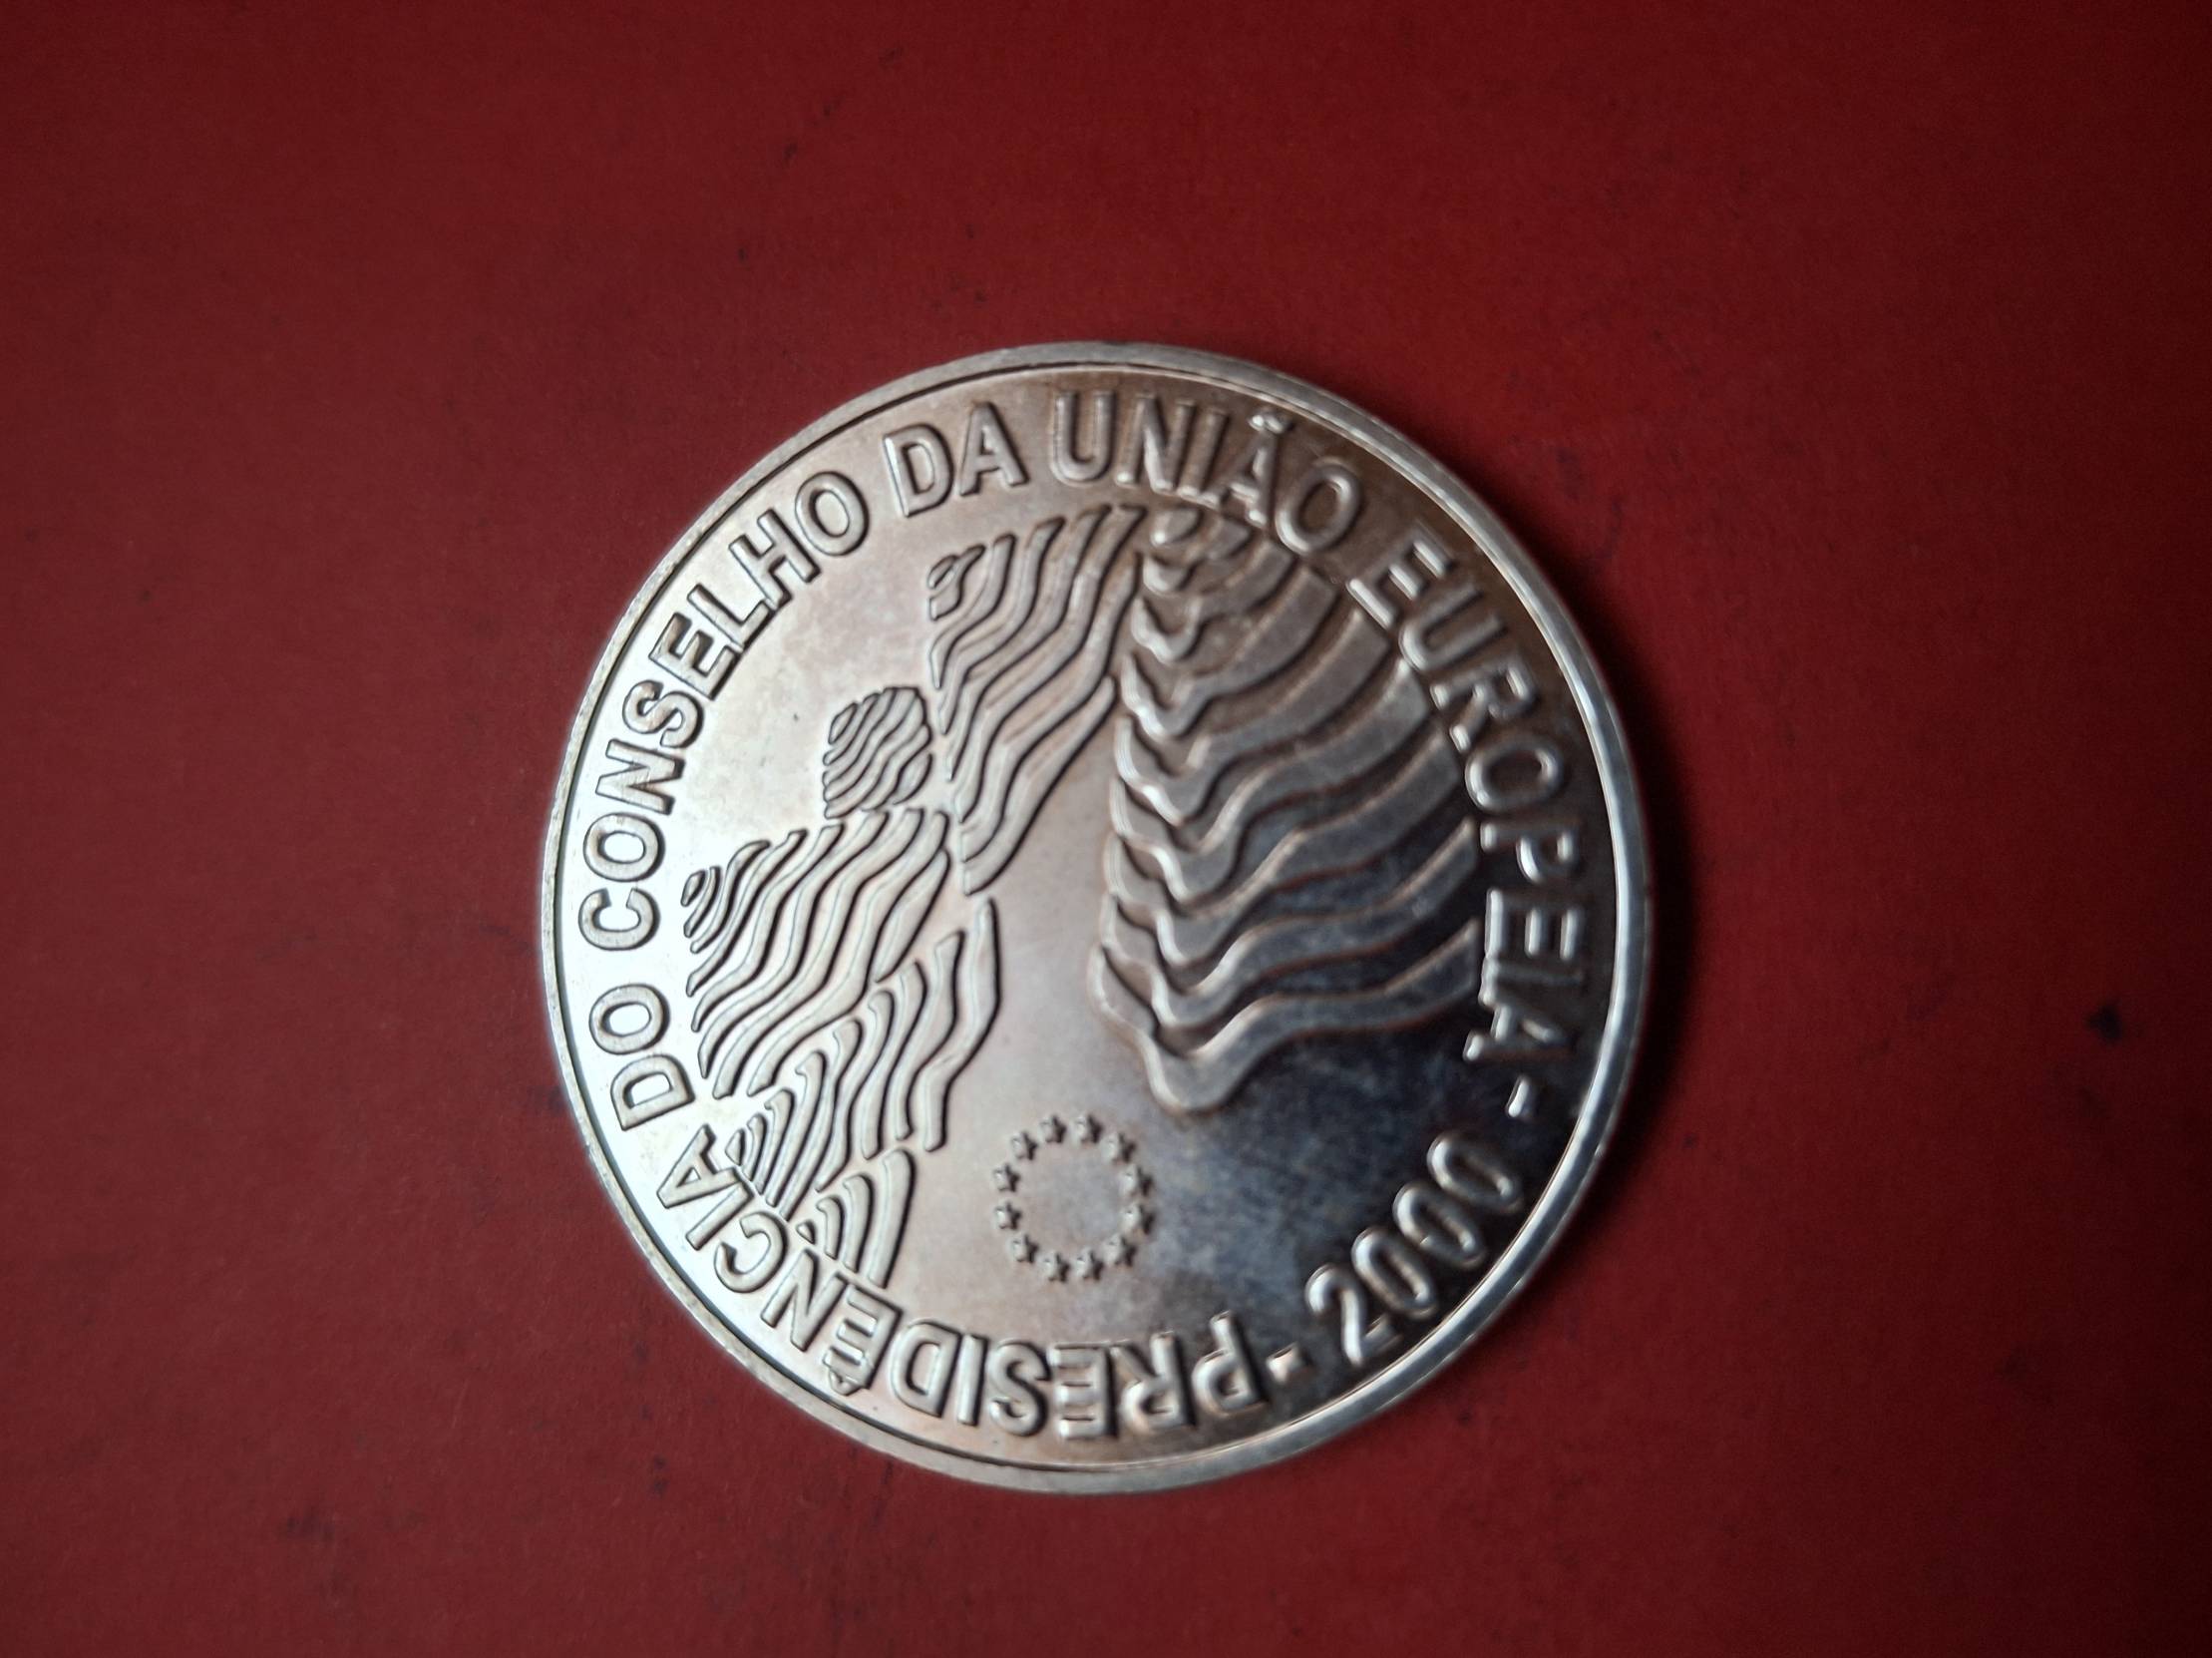 PRESIDÊNCIA DO CONSELHO DA UNIÃO EUROPEIA - 2000 -